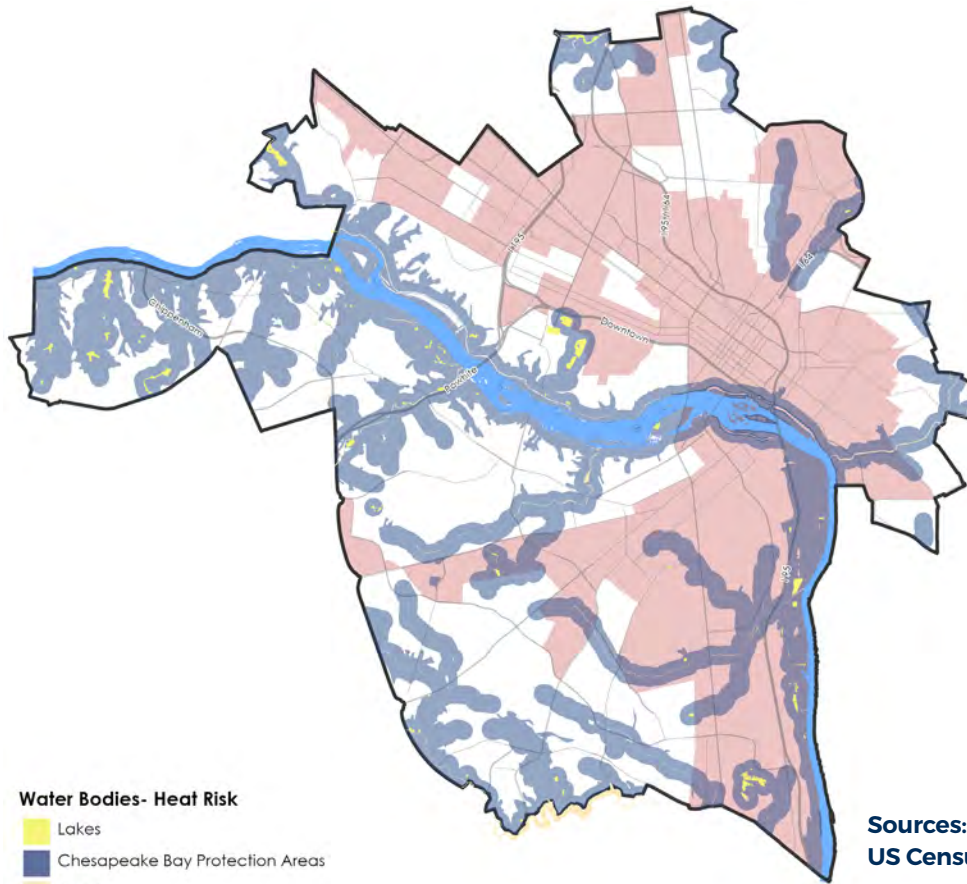 I-95
I-95 / I-64
I-64
Chippenham
Downtown
Powhite
I-95
Water Bodies- Heat Risk
Lakes
Chesapeake Bay Protection Areas
Sources:
US Censu